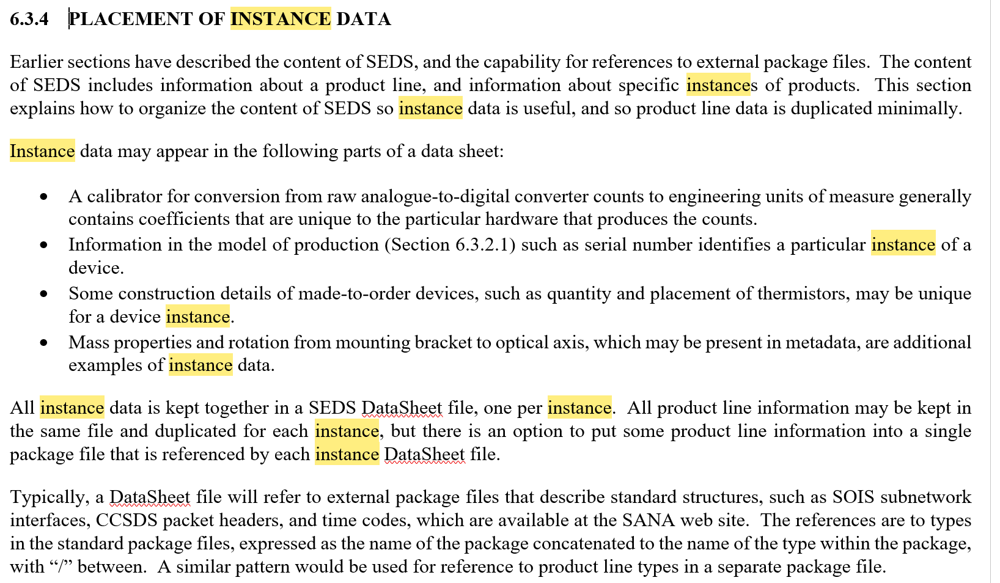 6.3.4 PLACEMENT OF INSTANCE DATA
Earlier sections have described the content of SEDS, and the capability for references to external package files. The content
of SEDS includes information about a product line, and information about specific instances of products. This section
explains how to organize the content of SEDS so instance data is useful, and so product line data is duplicated minimally.
Instance data may appear in the following parts of a data sheet:
• A calibrator for conversion from raw analogue-to-digital converter counts to engineering units of measure generally
contains coefficients that are unique to the particular hardware that produces the counts.
• Information in the model of production (Section 6.3.2.1) such as serial number identifies a particular instance of a
device.
• Some construction details of made-to-order devices, such as quantity and placement of thermistors, may be unique
for a device instance.
• Mass properties and rotation from mounting bracket to optical axis, which may be present in metadata, are additional
examples of instance data.
All instance data is kept together in a SEDS DataSheet file, one per instance. All product line information may be kept in
the same file and duplicated for each instance, but there is an option to put some product line information into a single
package file that is referenced by each instance DataSheet file.
Typically, a DataSheet file will refer to external package files that describe standard structures, such as SOIS subnetwork
interfaces, CCSDS packet headers, and time codes, which are available at the SANA web site. The references are to types
in the standard package files, expressed as the name of the package concatenated to the name of the type within the package,
with “/” between. A similar pattern would be used for reference to product line types in a separate package file.